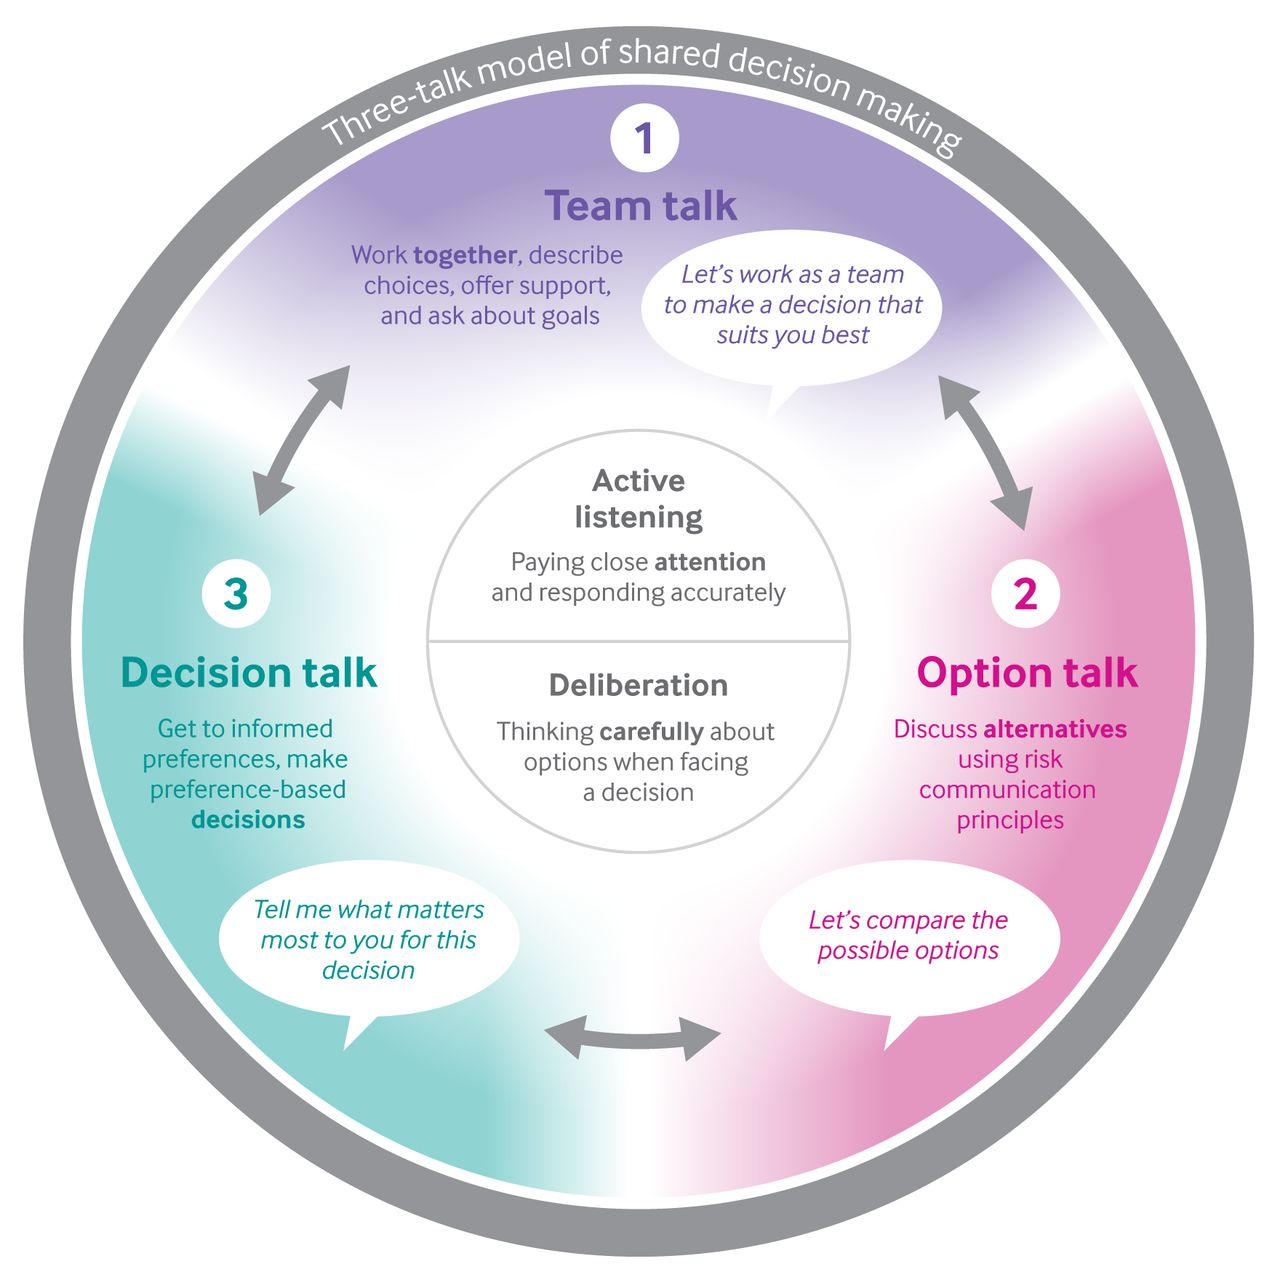 Three-talk model of shared decision making
1
Team talk
Work together, describe
choices, offer support,
and ask about goals
Let’s work as a team
to make a decision that
suits you best
Active
listening
Paying close attention
and responding accurately
Deliberation
Thinking carefully about
options when facing
a decision
2
Option talk
Discuss alternatives
using risk
communication
principles
Let’s compare the
possible options
3
Decision talk
Get to informed
preferences, make
preference-based
decisions
Tell me what matters
most to you for this
decision